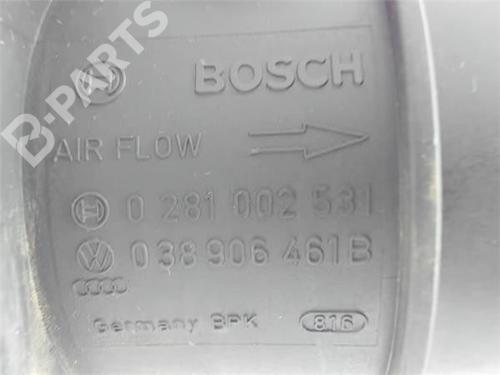 B-PARTS
BOSCH
AIR FLOW
0 281 002 531
038 906 461B
Germany BPK 816